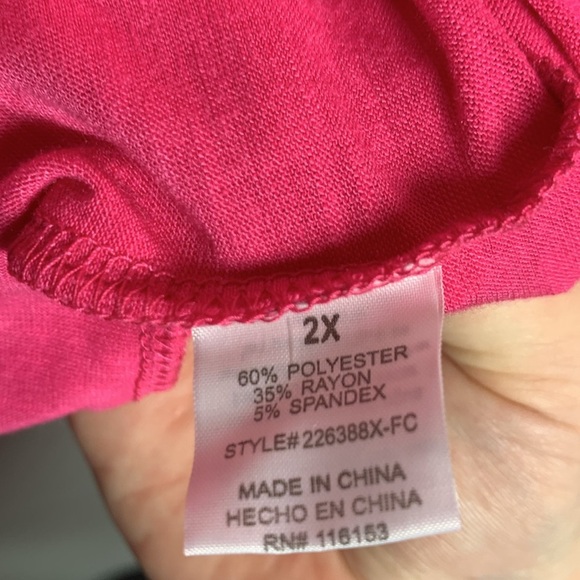 2X
60% POLYESTER
35% RAYON
5% SPANDEX
STYLE# 226388X-FC
MADE IN CHINA
HECHO EN CHINA
RN# 116153